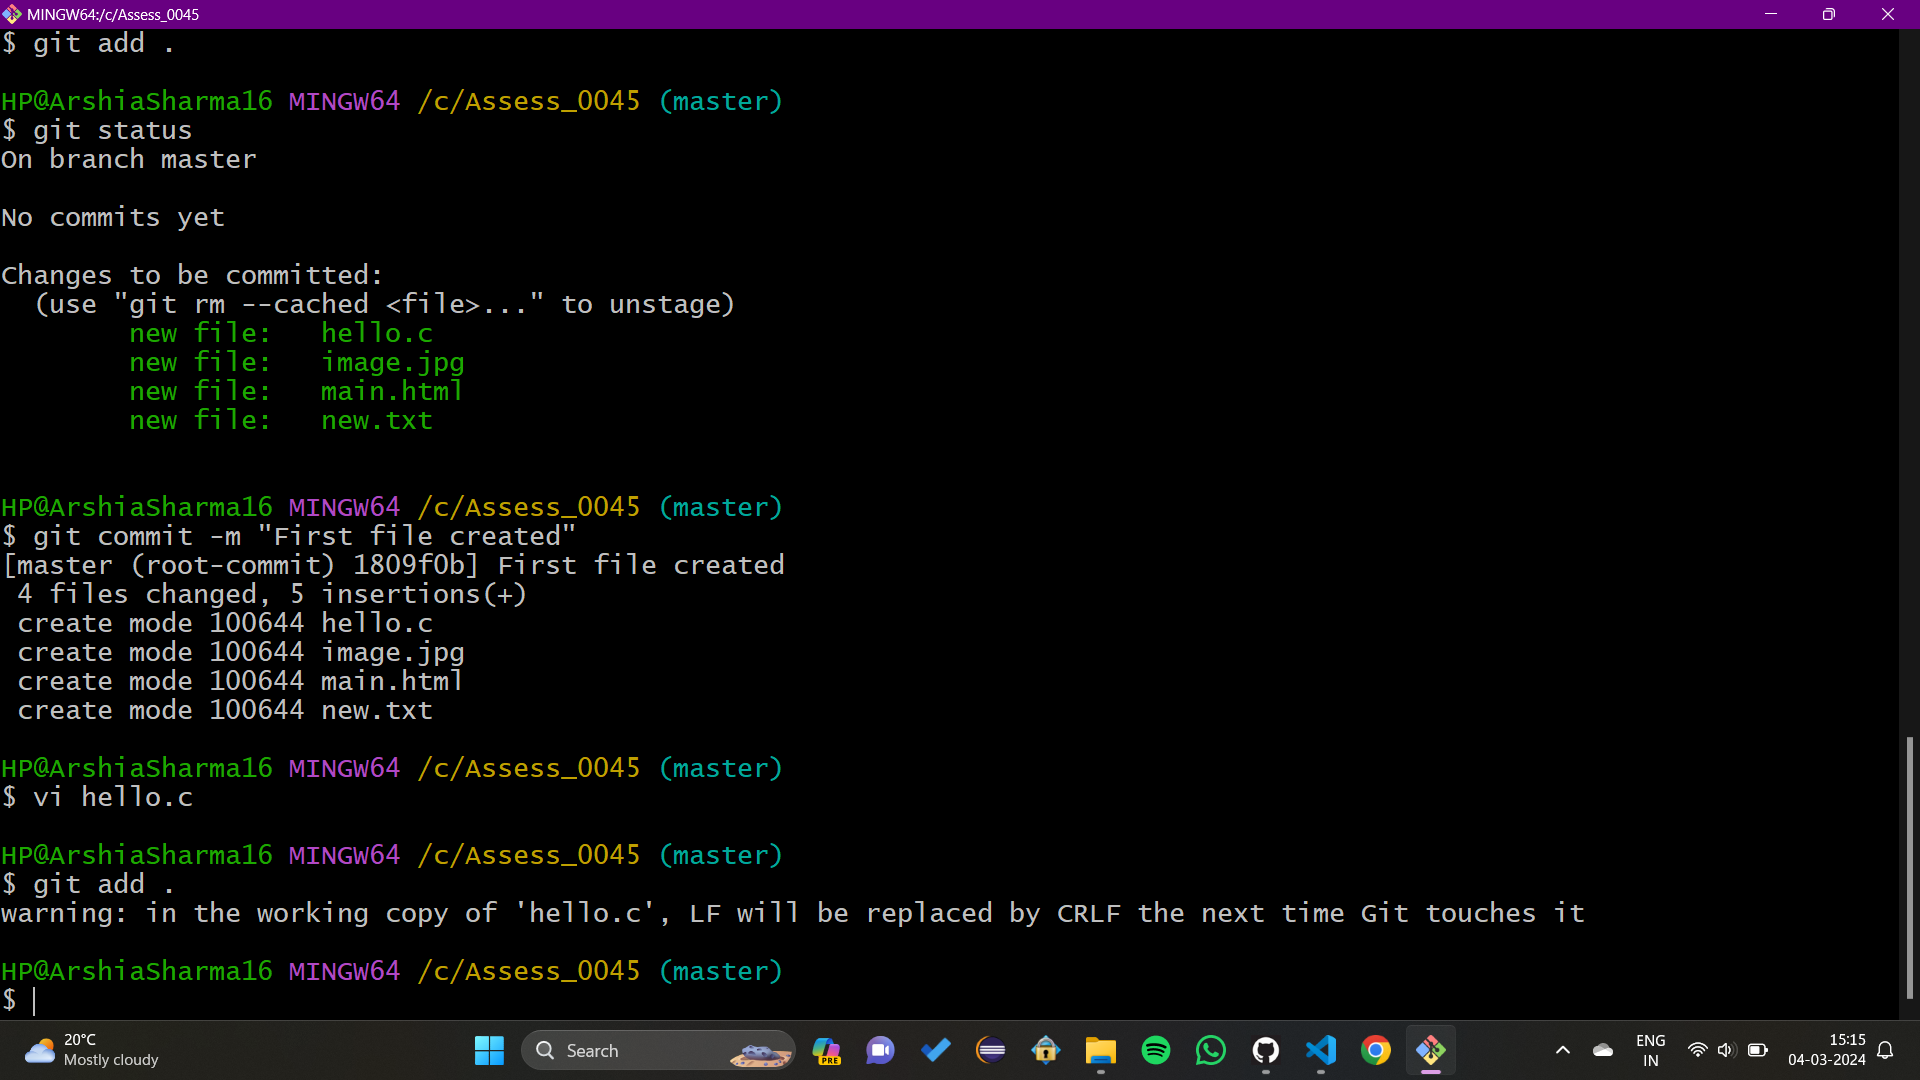 MINGW64:/c/Assess_0045
$ git add .
HP@ArshiaSharma16 MINGW64 /c/Assess_0045 (master)
$ git status
On branch master
No commits yet
Changes to be committed:
  (use "git rm --cached <file>..." to unstage)
        new file:   hello.c
        new file:   image.jpg
        new file:   main.html
        new file:   new.txt
HP@ArshiaSharma16 MINGW64 /c/Assess_0045 (master)
$ git commit -m "First file created"
[master (root-commit) 1809f0b] First file created
 4 files changed, 5 insertions(+)
 create mode 100644 hello.c
 create mode 100644 image.jpg
 create mode 100644 main.html
 create mode 100644 new.txt
HP@ArshiaSharma16 MINGW64 /c/Assess_0045 (master)
$ vi hello.c
HP@ArshiaSharma16 MINGW64 /c/Assess_0045 (master)
$ git add .
warning: in the working copy of 'hello.c', LF will be replaced by CRLF the next time Git touches it
HP@ArshiaSharma16 MINGW64 /c/Assess_0045 (master)
$
20°C
Mostly cloudy
Search
PRE
ENG
IN
15:15
04-03-2024